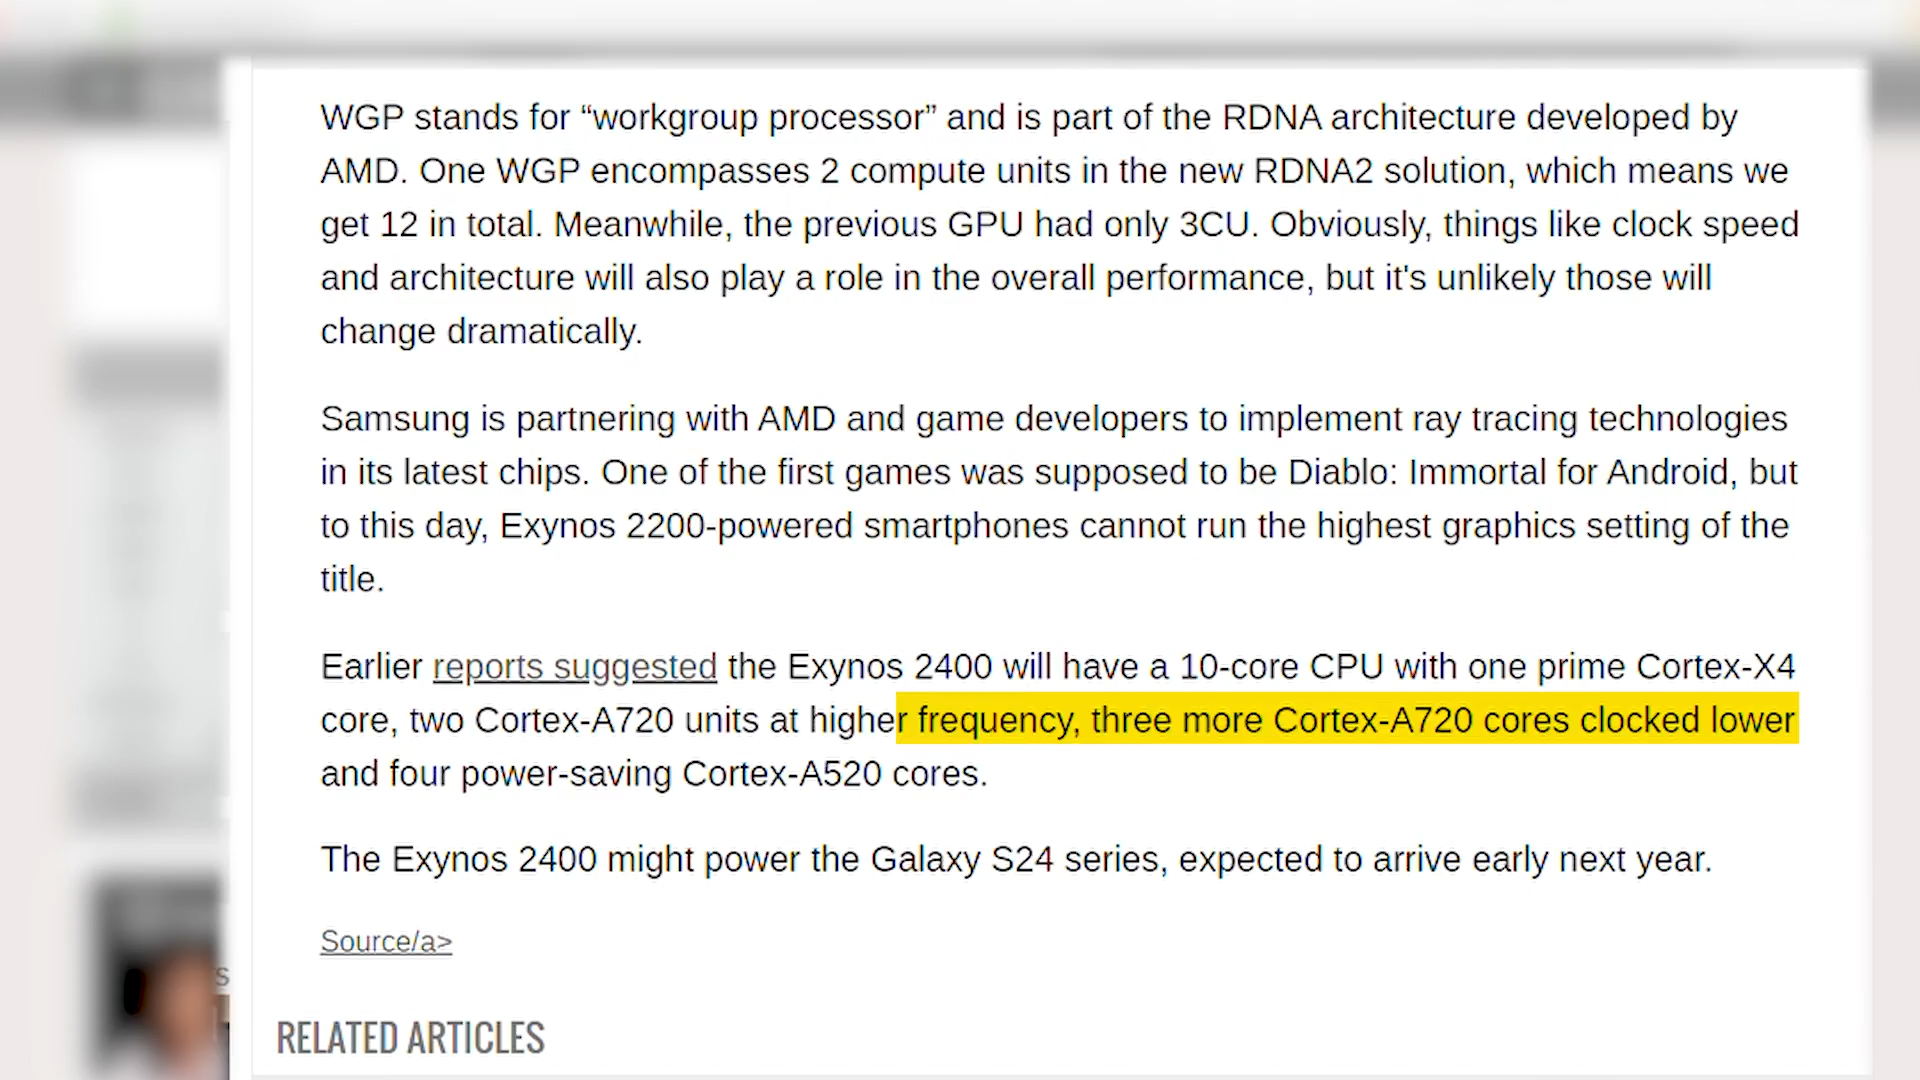 WGP stands for “workgroup processor” and is part of the RDNA architecture developed by
AMD. One WGP encompasses 2 compute units in the new RDNA2 solution, which means we
get 12 in total. Meanwhile, the previous GPU had only 3CU. Obviously, things like clock speed
and architecture will also play a role in the overall performance, but it's unlikely those will
change dramatically.
Samsung is partnering with AMD and game developers to implement ray tracing technologies
in its latest chips. One of the first games was supposed to be Diablo: Immortal for Android, but
to this day, Exynos 2200-powered smartphones cannot run the highest graphics setting of the
title.
Earlier reports suggested the Exynos 2400 will have a 10-core CPU with one prime Cortex-X4
core, two Cortex-A720 units at higher frequency, three more Cortex-A720 cores clocked lower
and four power-saving Cortex-A520 cores.
The Exynos 2400 might power the Galaxy S24 series, expected to arrive early next year.
Source/a>
s
RELATED ARTICLES